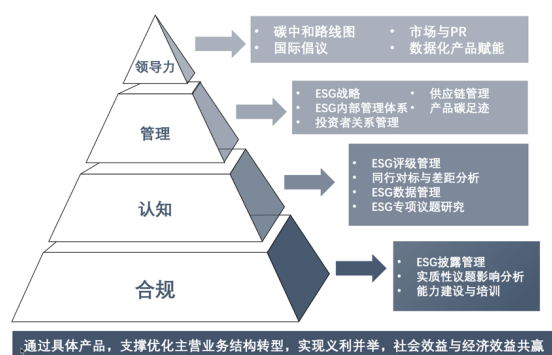 领导力
碳中和路线图
国际倡议
市场与PR
数据化产品赋能
管理
ESG战略
ESG内部管理体系
投资者关系管理
供应链管理
产品碳足迹
认知
ESG评级管理
同行对标与差距分析
ESG数据管理
ESG专项议题研究
合规
ESG披露管理
实质性议题影响分析
能力建设与培训
通过具体产品，支撑优化主营业务结构转型，实现义利并举，社会效益与经济效益共赢